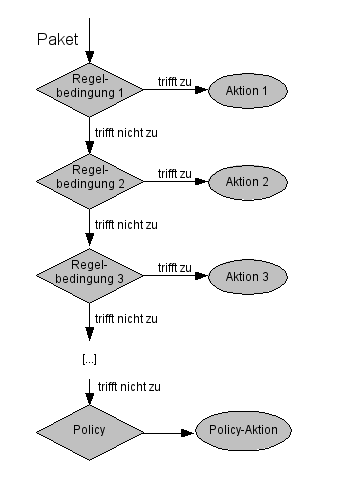 Paket
Regel-
bedingung 1
trifft zu
Aktion 1
trifft nicht zu
Regel-
bedingung 2
trifft zu
Aktion 2
trifft nicht zu
Regel-
bedingung 3
trifft zu
Aktion 3
trifft nicht zu
[...]
trifft nicht zu
Policy
Policy-Aktion